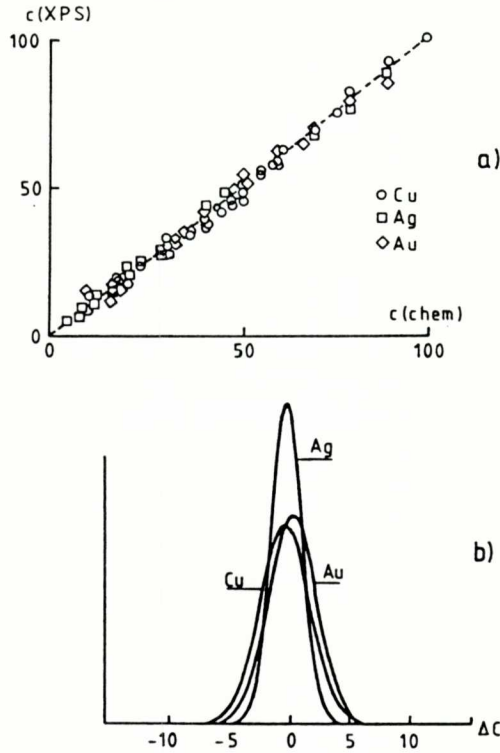 c(XPS)
100
50
0
a)
Cu
Ag
Au
c(chem)
0 50 100
Ag
Cu
Au
b)
-10 -5 0 5 10
ΔC